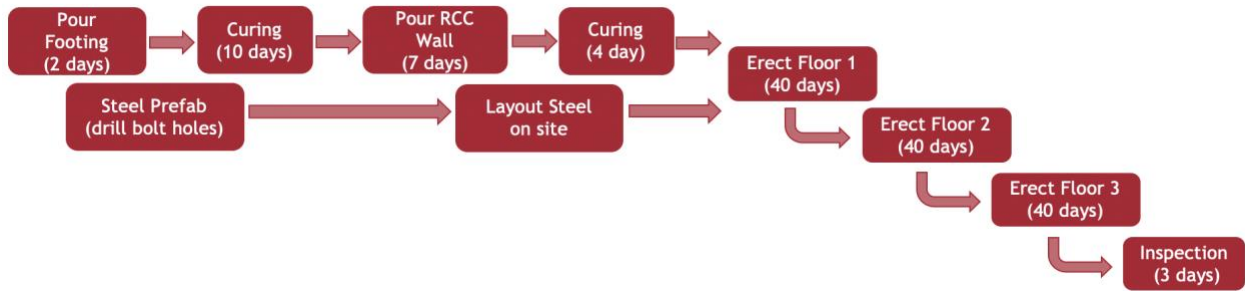 Pour
Footing
(2 days)
Curing
(10 days)
Pour RCC
Wall
(7 days)
Curing
(4 day)
Steel Prefab
(drill bolt holes)
Layout Steel
on site
Erect Floor 1
(40 days)
Erect Floor 2
(40 days)
Erect Floor 3
(40 days)
Inspection
(3 days)